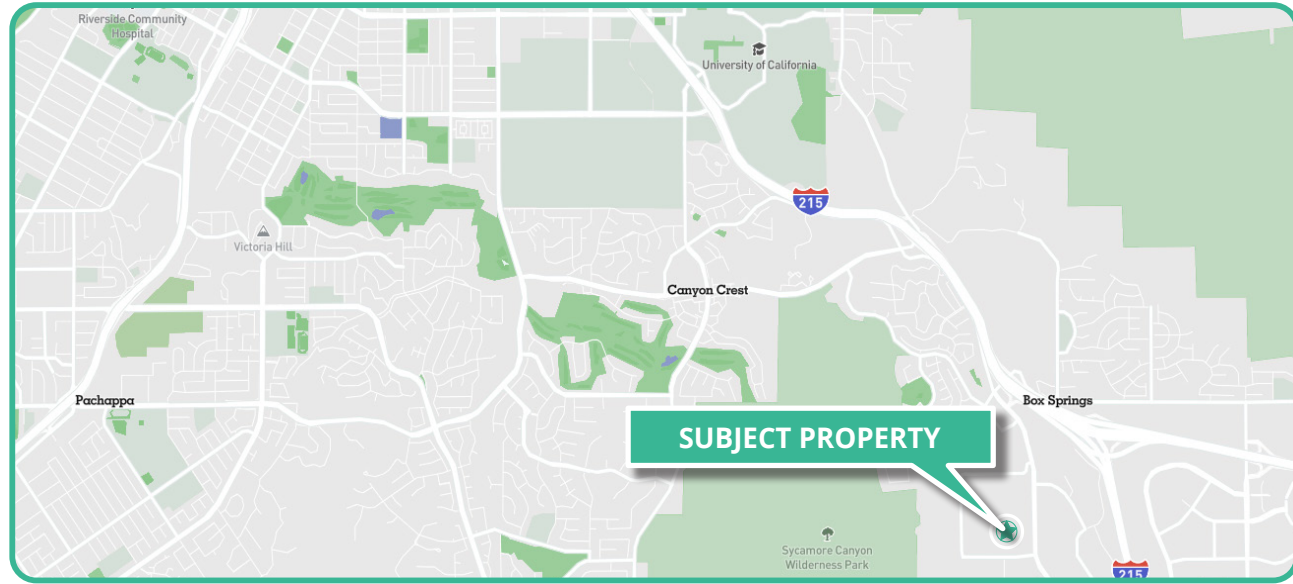 Riverside Community
Hospital
University of California
215
Victoria Hill
Canyon Crest
Pachappa
Box Springs
SUBJECT PROPERTY
Sycamore Canyon
Wilderness Park
215